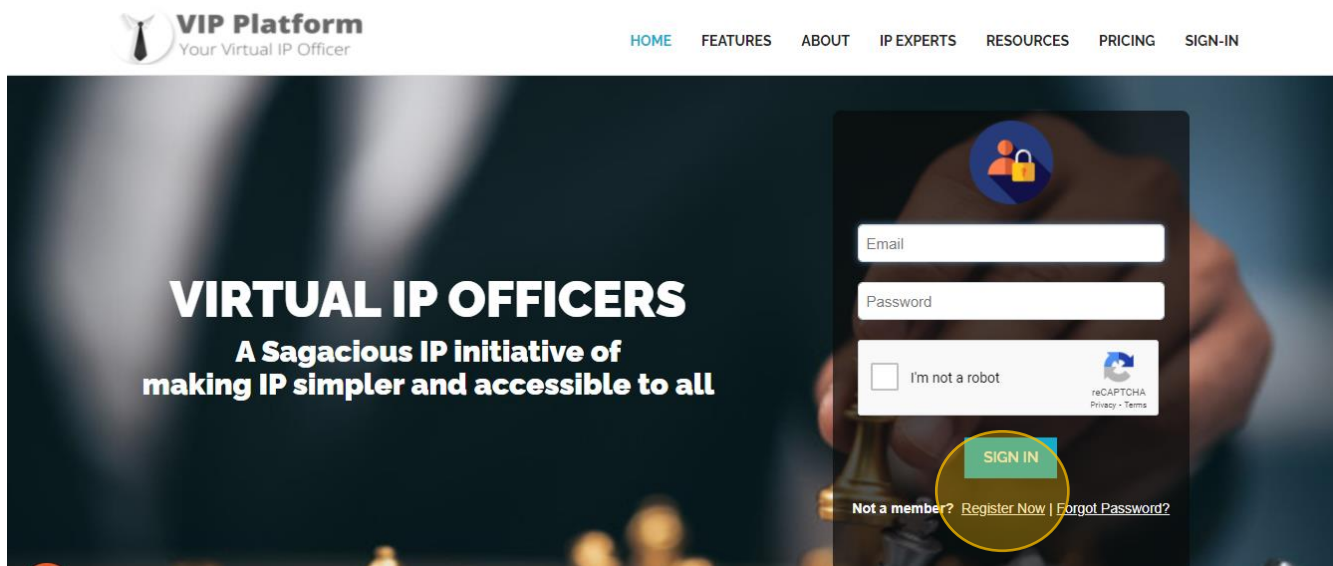 VIP Platform
Your Virtual IP Officer
HOME FEATURES ABOUT IP EXPERTS RESOURCES PRICING SIGN-IN
VIRTUAL IP OFFICERS
A Sagacious IP initiative of
making IP simpler and accessible to all
Email
Password
I'm not a robot
reCAPTCHA
Privacy - Terms
SIGN IN
Not a member? Register Now | Forgot Password?